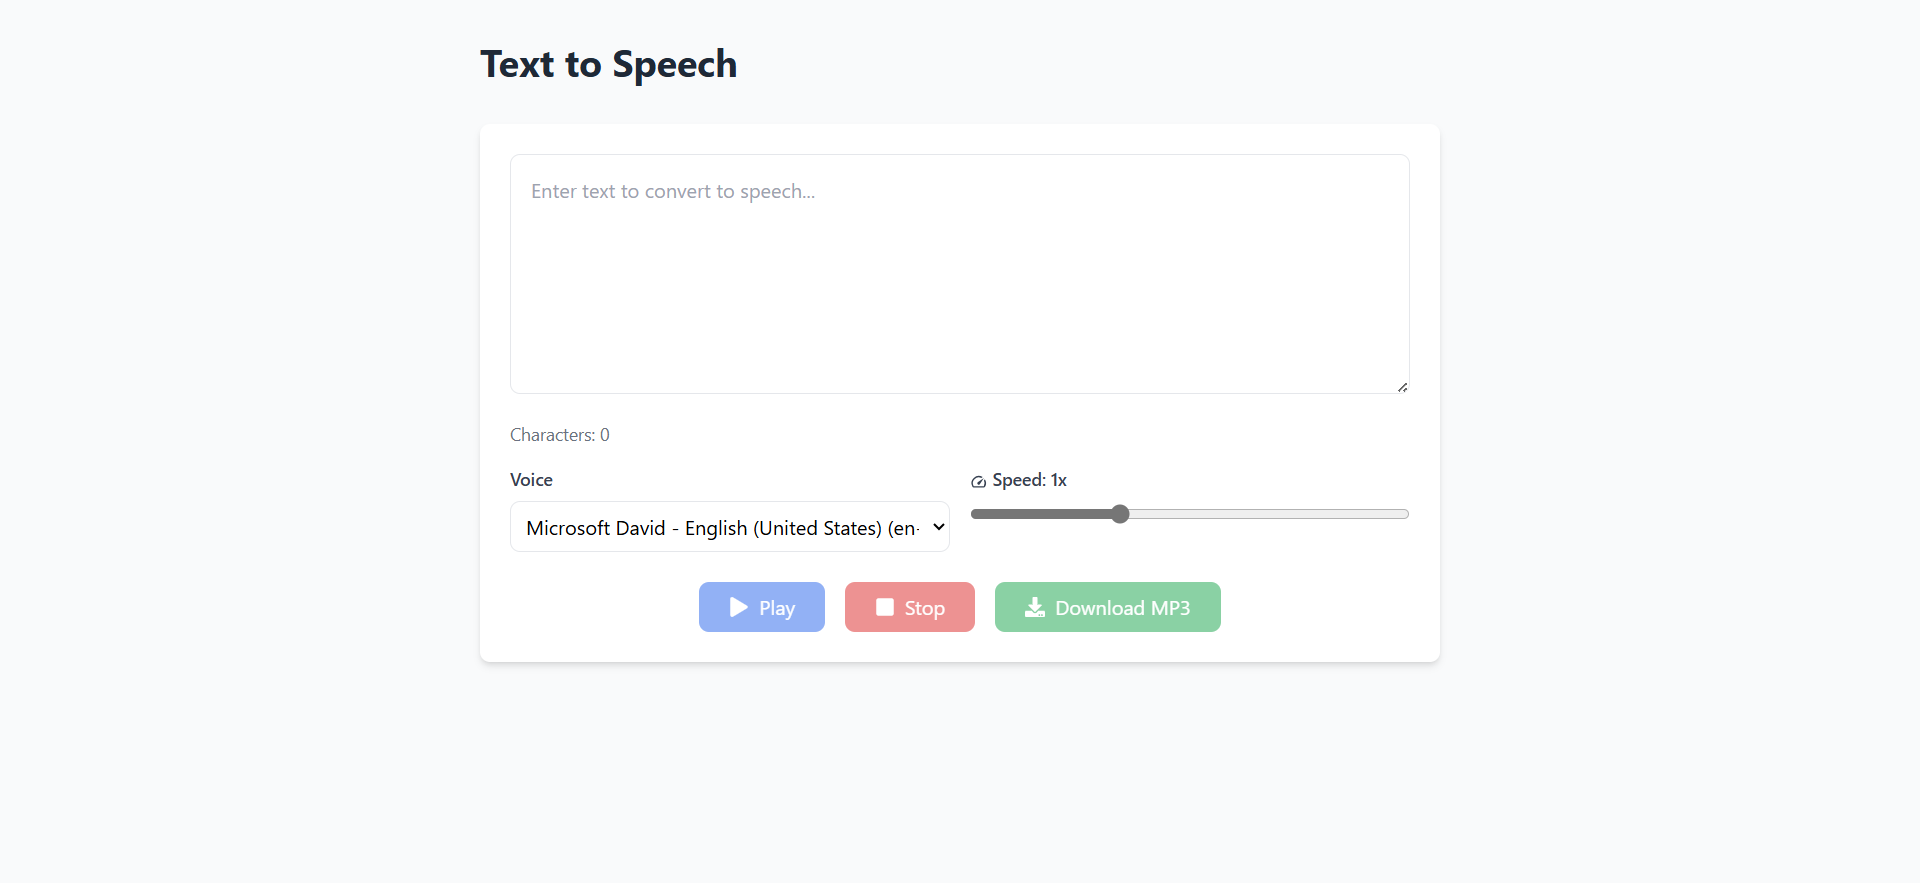 Text to Speech
Enter text to convert to speech...
Characters: 0
Voice
Speed: 1x
Microsoft David - English (United States) (en-
Play
Stop
Download MP3